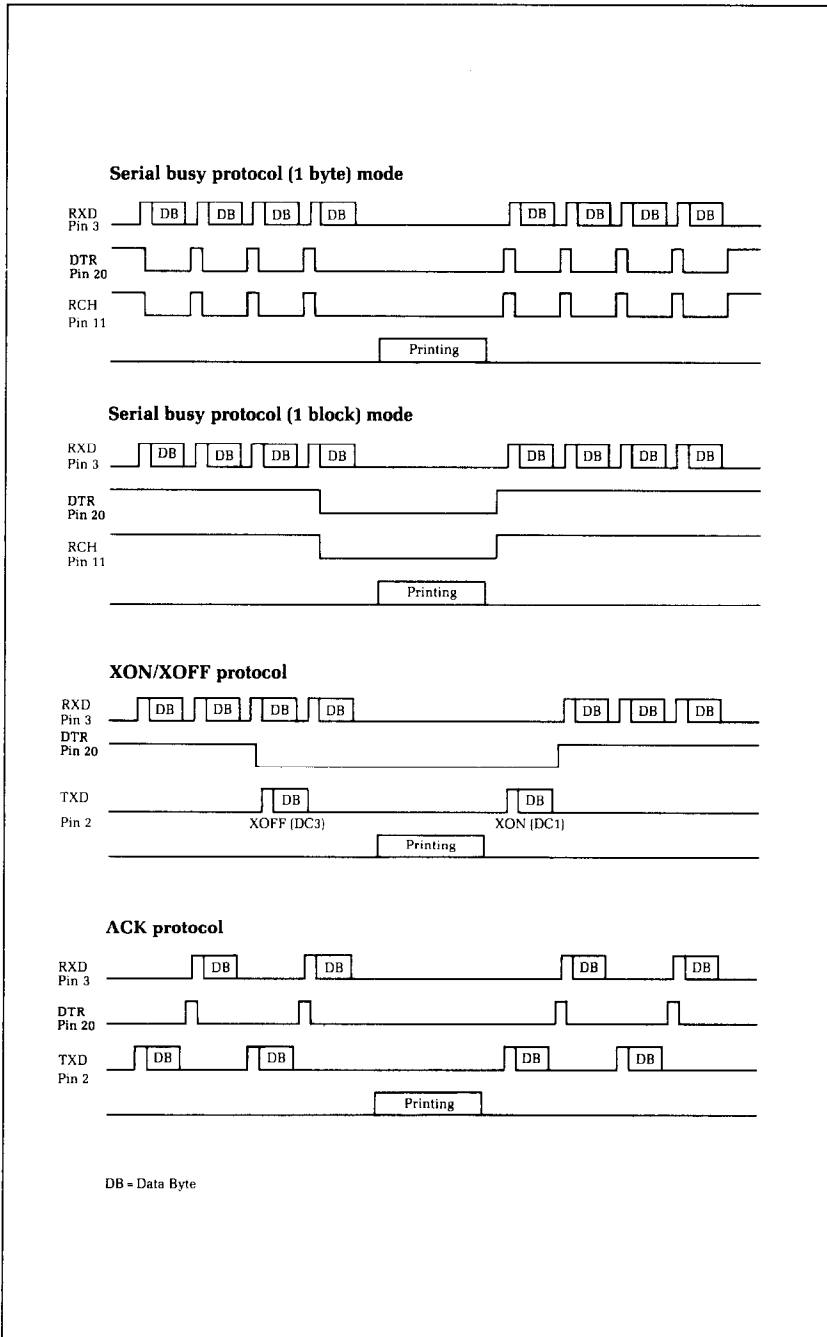 Serial busy protocol (1 byte) mode
RXD
Pin 3
DB DB DB DB DB DB DB DB
DTR
Pin 20
RCH
Pin 11
Printing
Serial busy protocol (1 block) mode
RXD
Pin 3
DB DB DB DB DB DB DB DB
DTR
Pin 20
RCH
Pin 11
Printing
XON/XOFF protocol
RXD
Pin 3
DB DB DB DB DB DB DB
DTR
Pin 20
TXD
Pin 2
DB DB
XOFF (DC3) XON (DC1)
Printing
ACK protocol
RXD
Pin 3
DB DB DB DB
DTR
Pin 20
TXD
Pin 2
DB DB DB DB
Printing
DB = Data Byte